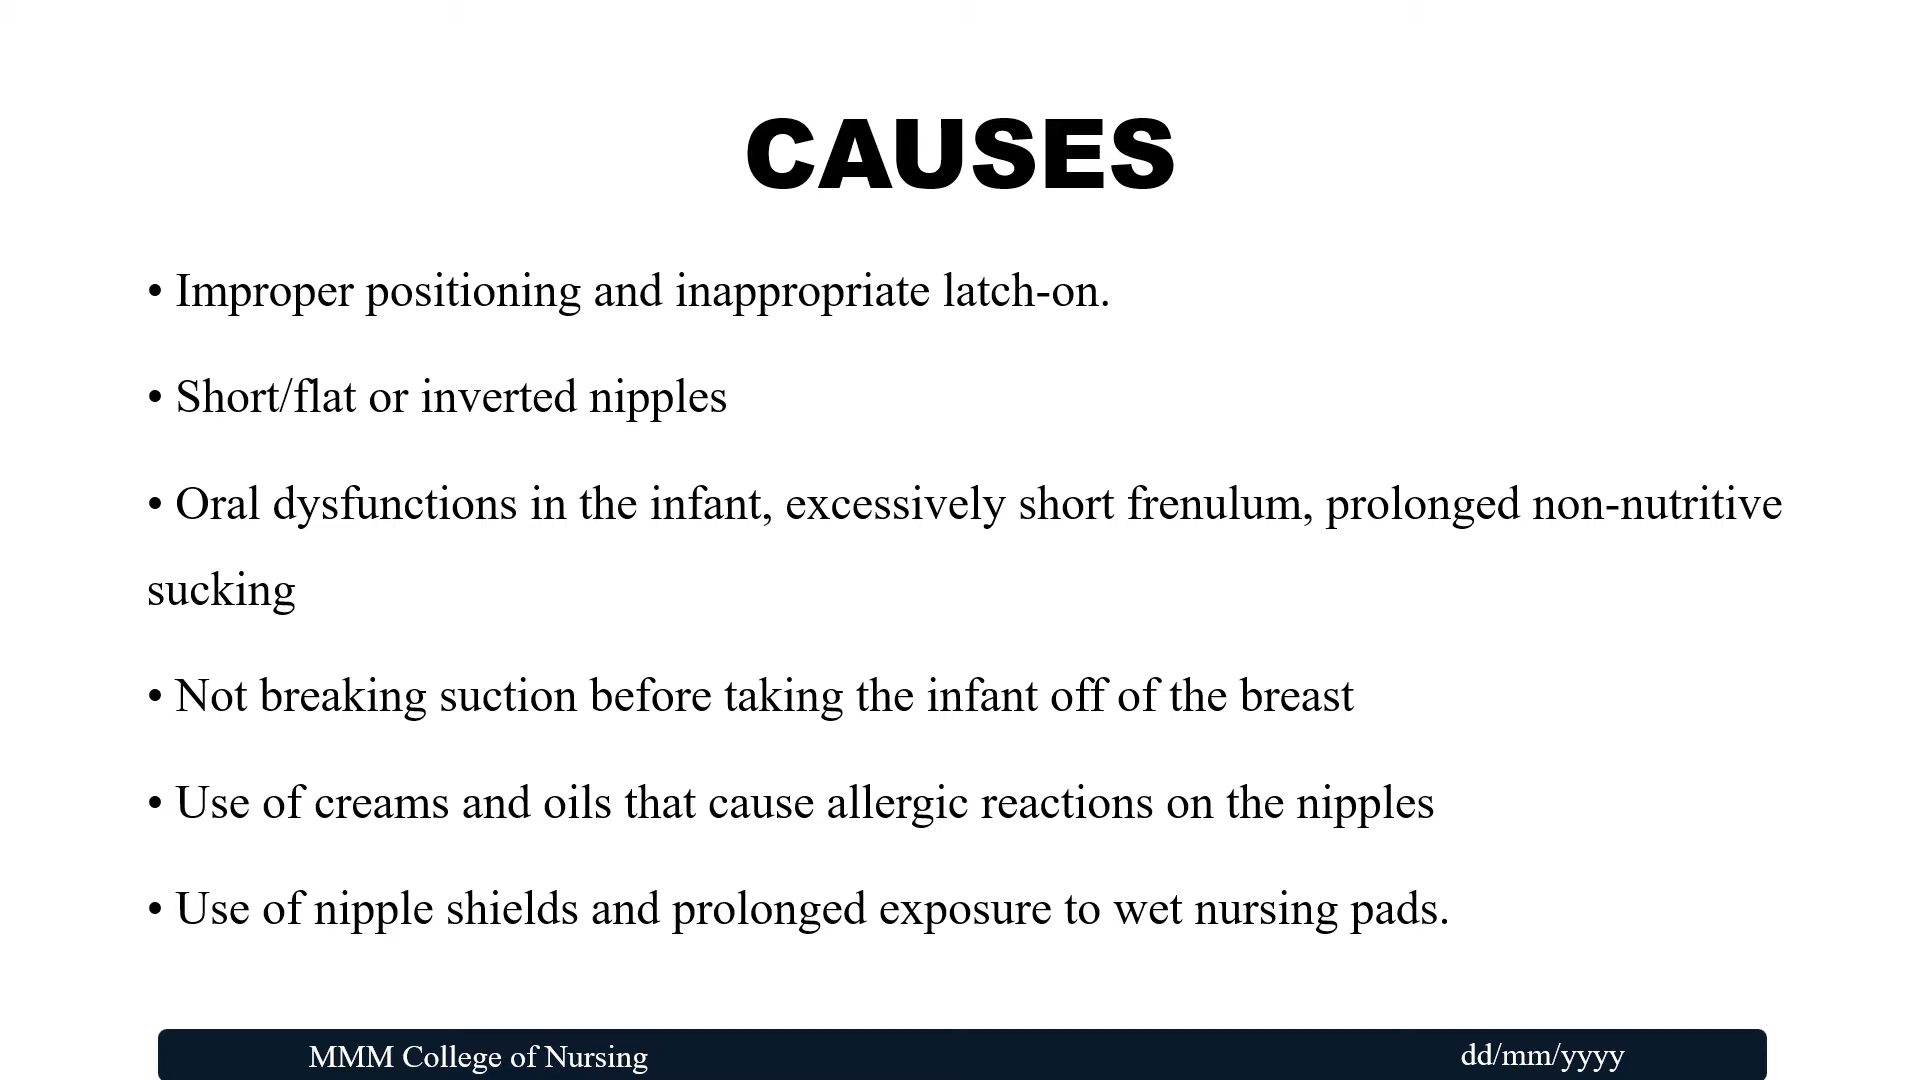 CAUSES
• Improper positioning and inappropriate latch-on.
• Short/flat or inverted nipples
• Oral dysfunctions in the infant, excessively short frenulum, prolonged non-nutritive
sucking
• Not breaking suction before taking the infant off of the breast
• Use of creams and oils that cause allergic reactions on the nipples
• Use of nipple shields and prolonged exposure to wet nursing pads.
MMM College of Nursing
dd/mm/yyyy